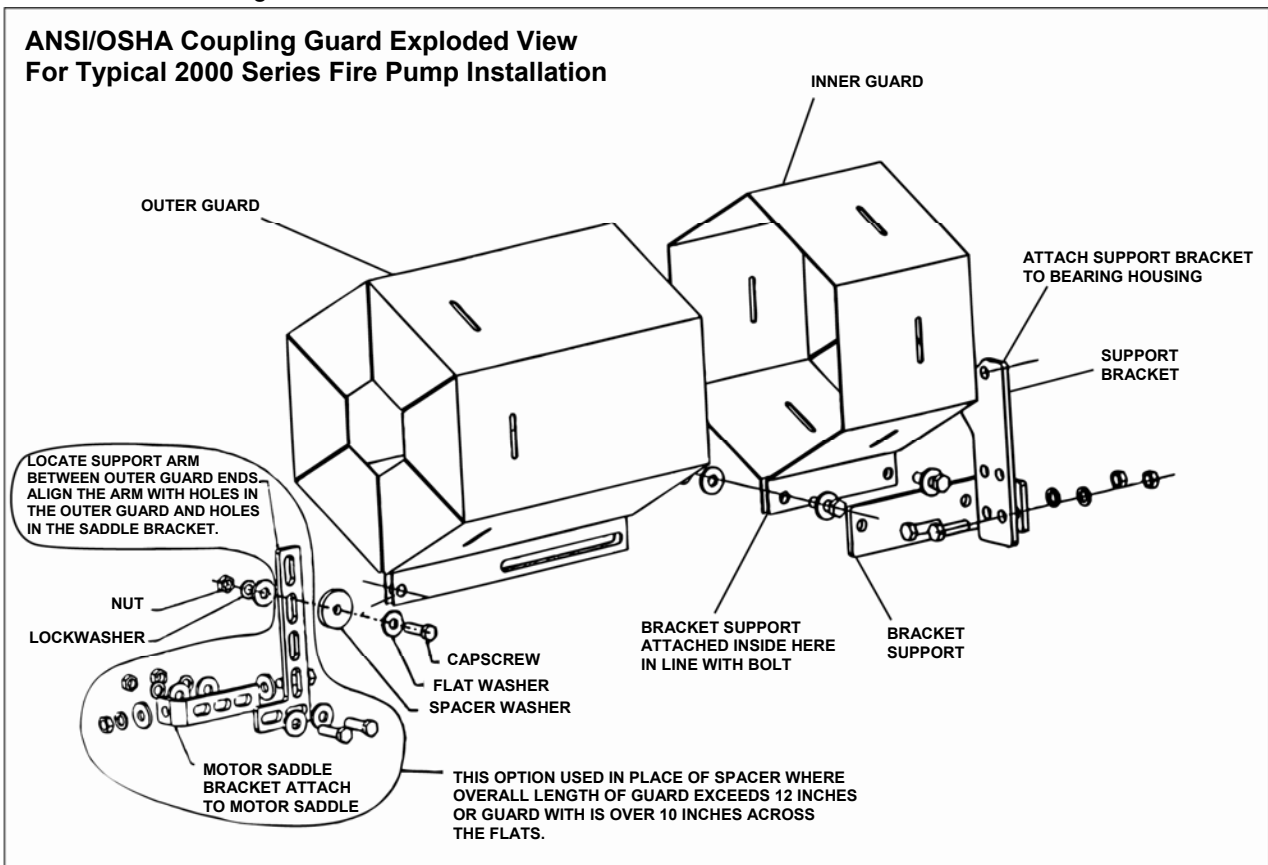 ANSI/OSHA Coupling Guard Exploded View
For Typical 2000 Series Fire Pump Installation
INNER GUARD
OUTER GUARD
ATTACH SUPPORT BRACKET
TO BEARING HOUSING
SUPPORT
BRACKET
LOCATE SUPPORT ARM
BETWEEN OUTER GUARD ENDS
ALIGN THE ARM WITH HOLES IN
THE OUTER GUARD AND HOLES
IN THE SADDLE BRACKET.
NUT
LOCKWASHER
CAPSCREW
FLAT WASHER
SPACER WASHER
BRACKET SUPPORT
ATTACHED INSIDE HERE
IN LINE WITH BOLT
BRACKET
SUPPORT
MOTOR SADDLE
BRACKET ATTACH
TO MOTOR SADDLE
THIS OPTION USED IN PLACE OF SPACER WHERE
OVERALL LENGTH OF GUARD EXCEEDS 12 INCHES
OR GUARD WITH IS OVER 10 INCHES ACROSS
THE FLATS.